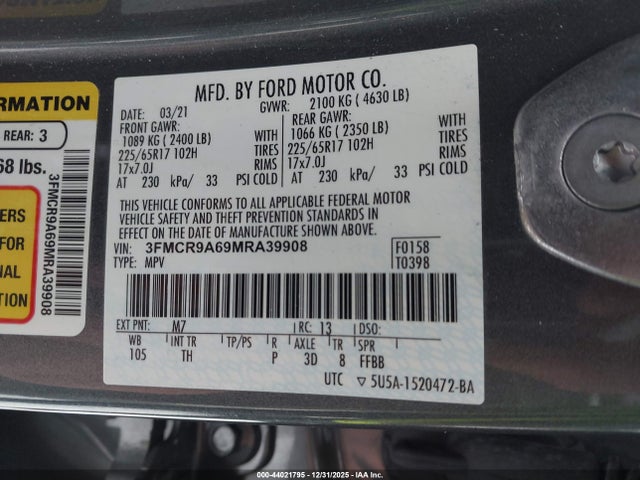 ORMATION
REAR: 3
68 lbs.
ERS
FOR
NAL
ION
3FMCR9A69MRA39908
MFD. BY FORD MOTOR CO.
DATE: 03/21 GVWR: 2100 KG ( 4630 LB)
FRONT GAWR: REAR GAWR:
1089 KG ( 2400 LB) WITH 1066 KG ( 2350 LB) WITH
225/65R17 102H TIRES 225/65R17 102H TIRES
17x7.0J RIMS 17x7.0J RIMS
AT 230 kPa/ 33 PSI COLD AT 230 kPa/ 33 PSI COLD
THIS VEHICLE CONFORMS TO ALL APPLICABLE FEDERAL MOTOR
VEHICLE SAFETY AND THEFT PREVENTION STANDARDS IN
EFFECT ON THE DATE OF MANUFACTURE SHOWN ABOVE.
VIN: 3FMCR9A69MRA39908 F0158
TYPE: MPV T0398
EXT PNT: M7 RC: 13 DSO:
WB INT TR TP/PS R AXLE TR SPR
105 TH P 3D 8 FFBB
UTC ▽5U5A-1520472-BA
000-44021795 - 12/31/2025 - IAA Inc.